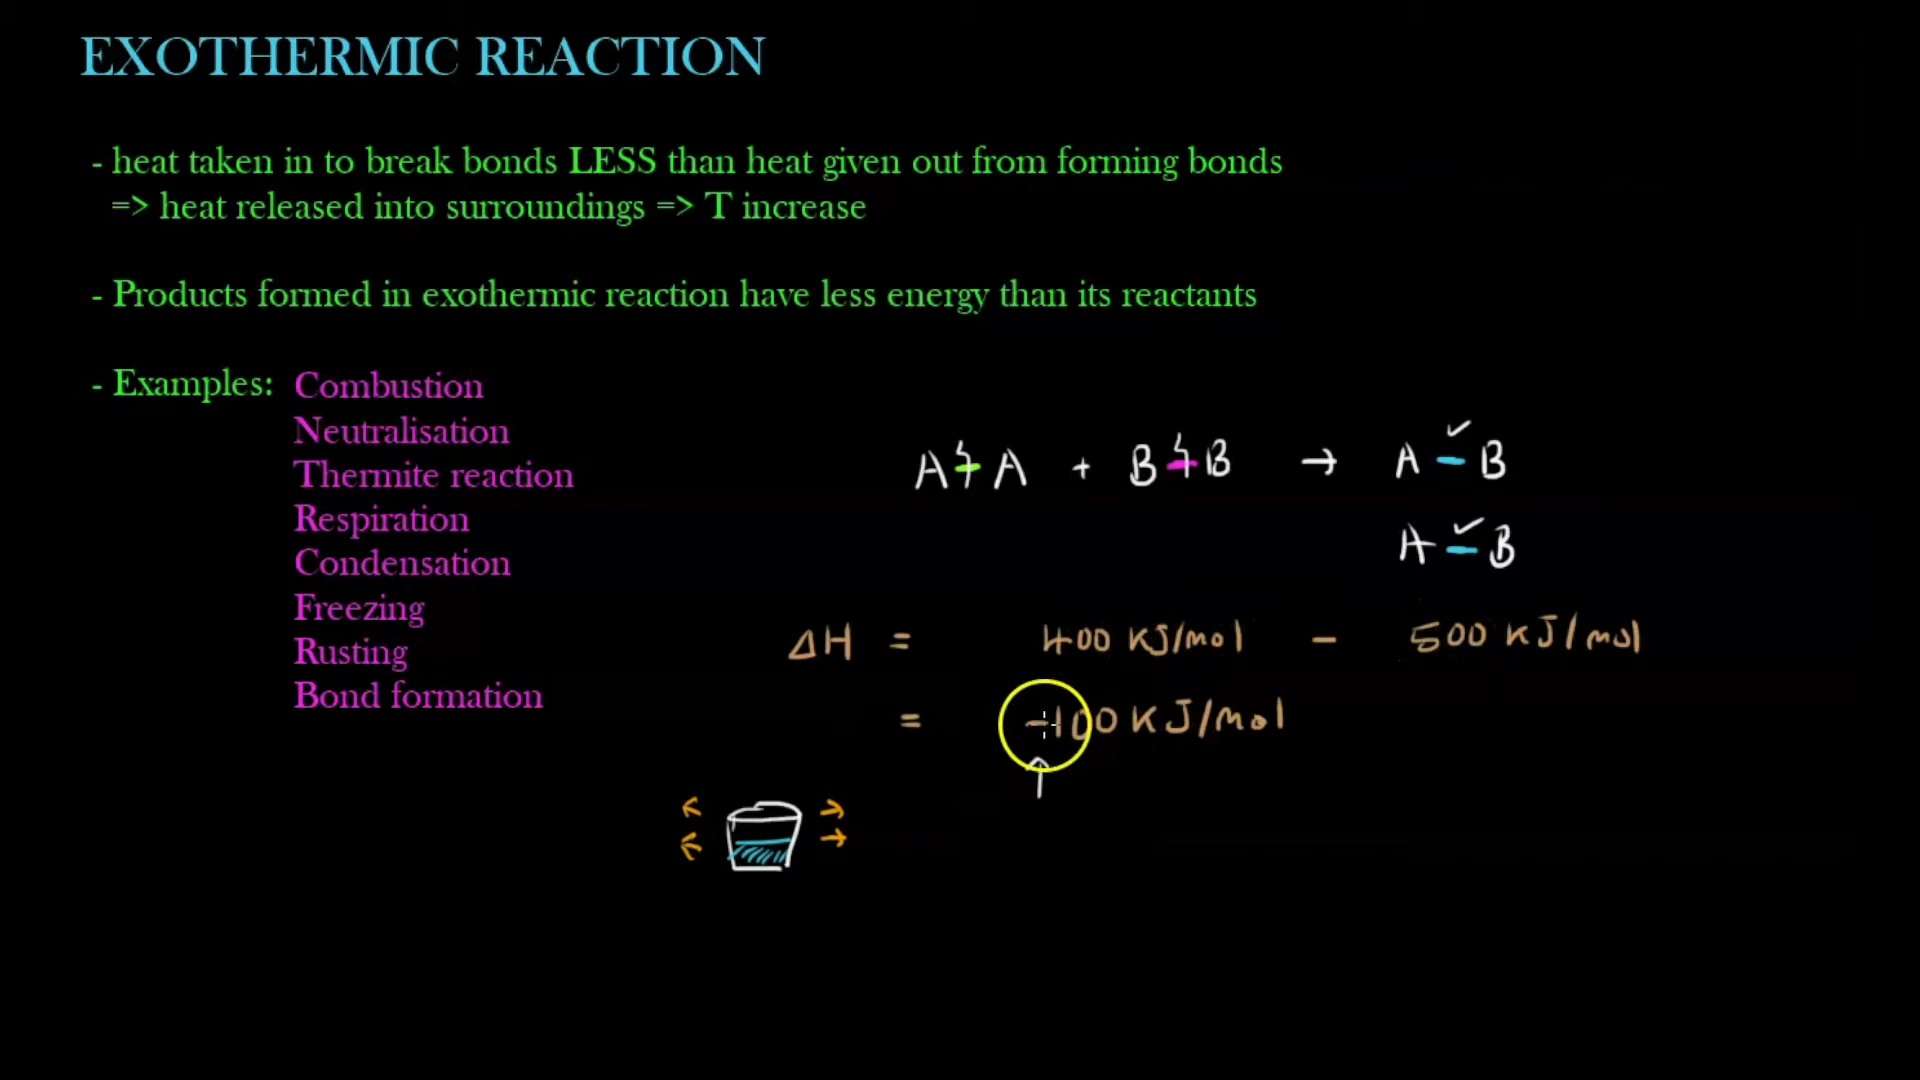 EXOTHERMIC REACTION
- heat taken in to break bonds LESS than heat given out from forming bonds
=> heat released into surroundings => T increase
- Products formed in exothermic reaction have less energy than its reactants
- Examples: Combustion
Neutralisation
Thermite reaction
Respiration
Condensation
Freezing
Rusting
Bond formation
A-A + B-B → A-B
A-B
ΔH = 400 KJ/mol - 500 KJ/mol
= -100 KJ/mol